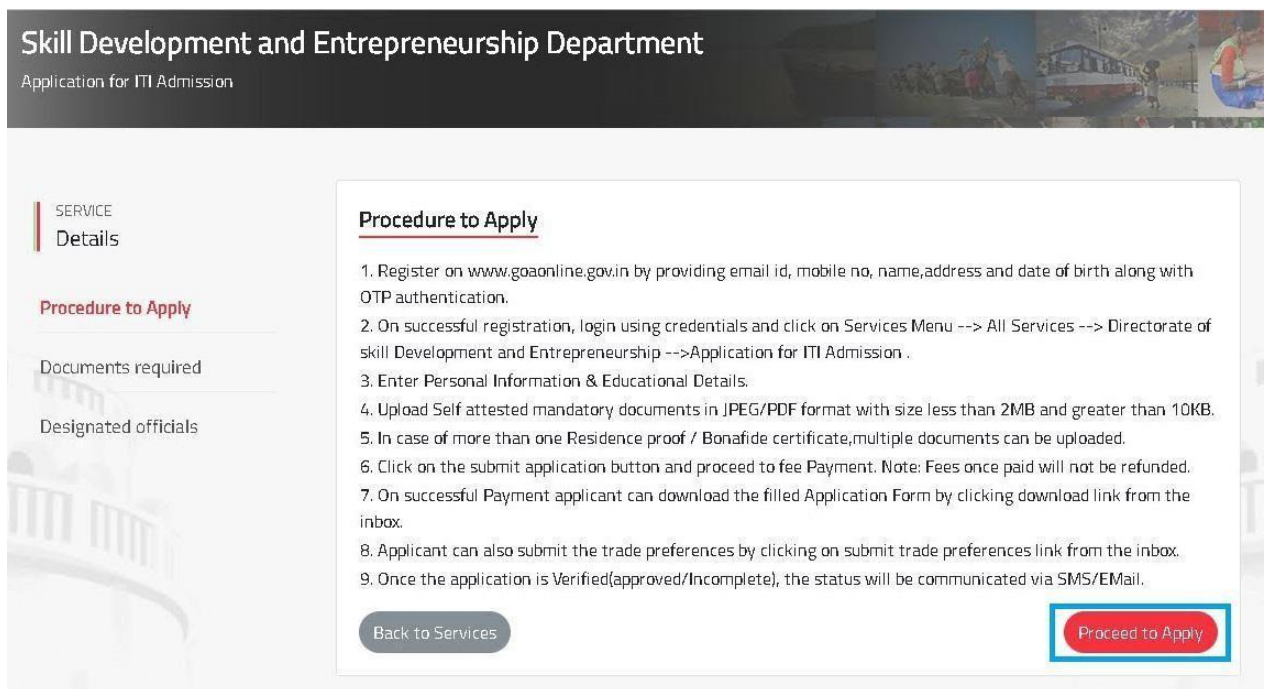 Skill Development and Entrepreneurship Department
Application for ITI Admission
SERVICE
Details
Procedure to Apply
Documents required
Designated officials
Procedure to Apply
1. Register on www.goaonline.gov.in by providing email id, mobile no, name,address and date of birth along with
OTP authentication.
2. On successful registration, login using credentials and click on Services Menu --> All Services --> Directorate of
skill Development and Entrepreneurship -->Application for ITI Admission .
3. Enter Personal Information & Educational Details.
4. Upload Self attested mandatory documents in JPEG/PDF format with size less than 2MB and greater than 10KB.
5. In case of more than one Residence proof / Bonafide certificate,multiple documents can be uploaded.
6. Click on the submit application button and proceed to fee Payment. Note: Fees once paid will not be refunded.
7. On successful Payment applicant can download the filled Application Form by clicking download link from the
inbox.
8. Applicant can also submit the trade preferences by clicking on submit trade preferences link from the inbox.
9. Once the application is Verified(approved/Incomplete), the status will be communicated via SMS/EMail.
Back to Services
Proceed to Apply